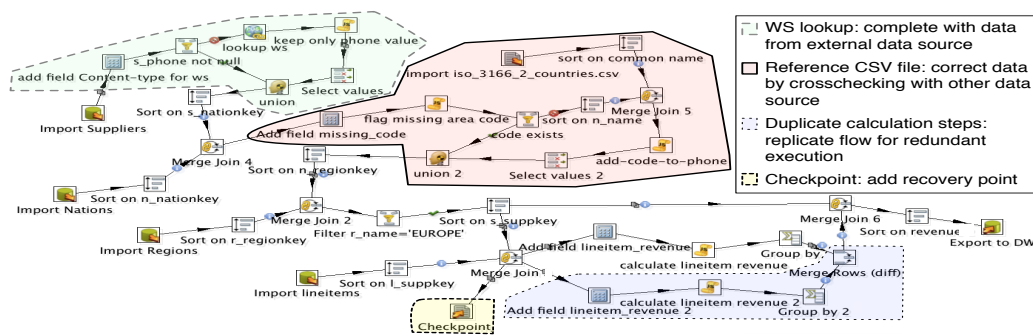 keep only phone value
s_phone not null
lookup ws
add field Content-type for ws
union
Select values
Import Suppliers
Sort on s_nationkey
sort on common name
import iso_3166_2_countries.csv
flag missing area code
sort on n_name
Merge Join 5
Add field missing_code
code exists
Merge Join 4
add-code-to-phone
union 2
Select values 2
Sort on n_regionkey
Sort on n_nationkey
Import Nations
Merge Join 2
Sort on s_suppkey
Merge Join 6
Sort on r_regionkey
Filter r_name='EUROPE'
Sort on revenue
Import Regions
Export to DW
Add field lineitem_revenue
Group by
calculate lineitem revenue
Merge Join
Merge Rows (diff)
Sort on l_suppkey
Import lineitems
calculate lineitem revenue 2
Add field lineitem_revenue 2
Group by 2
Checkpoint
WS lookup: complete with data
from external data source
Reference CSV file: correct data
by crosschecking with other data
source
Duplicate calculation steps:
replicate flow for redundant
execution
Checkpoint: add recovery point